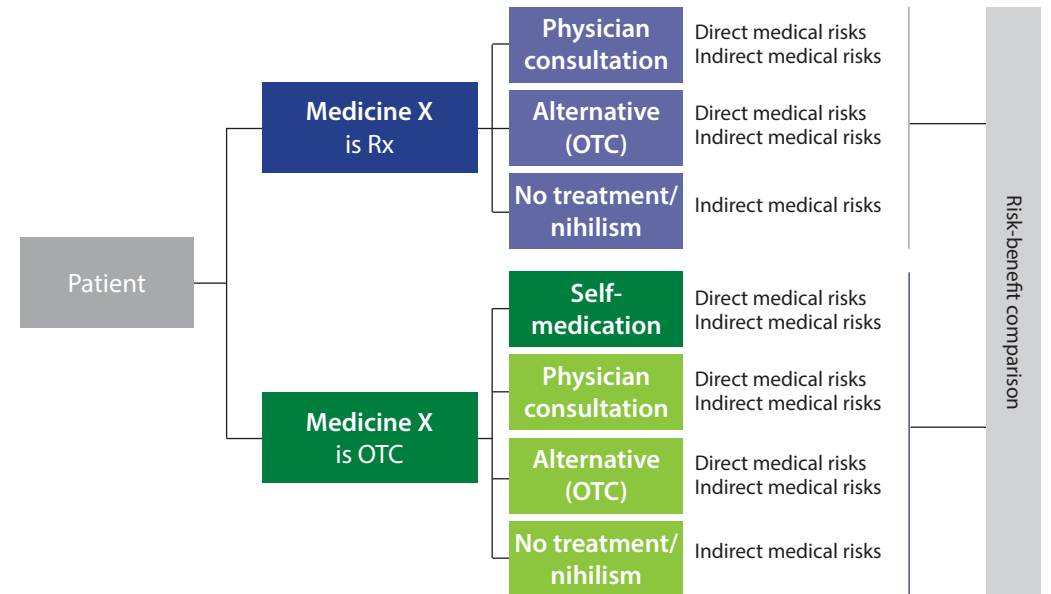 Patient
Medicine X
is Rx
Physician
consultation
Direct medical risks
Indirect medical risks
Alternative
(OTC)
Direct medical risks
Indirect medical risks
No treatment/
nihilism
Indirect medical risks
Medicine X
is OTC
Self-
medication
Direct medical risks
Indirect medical risks
Physician
consultation
Direct medical risks
Indirect medical risks
Alternative
(OTC)
Direct medical risks
Indirect medical risks
No treatment/
nihilism
Indirect medical risks
Risk-benefit comparison